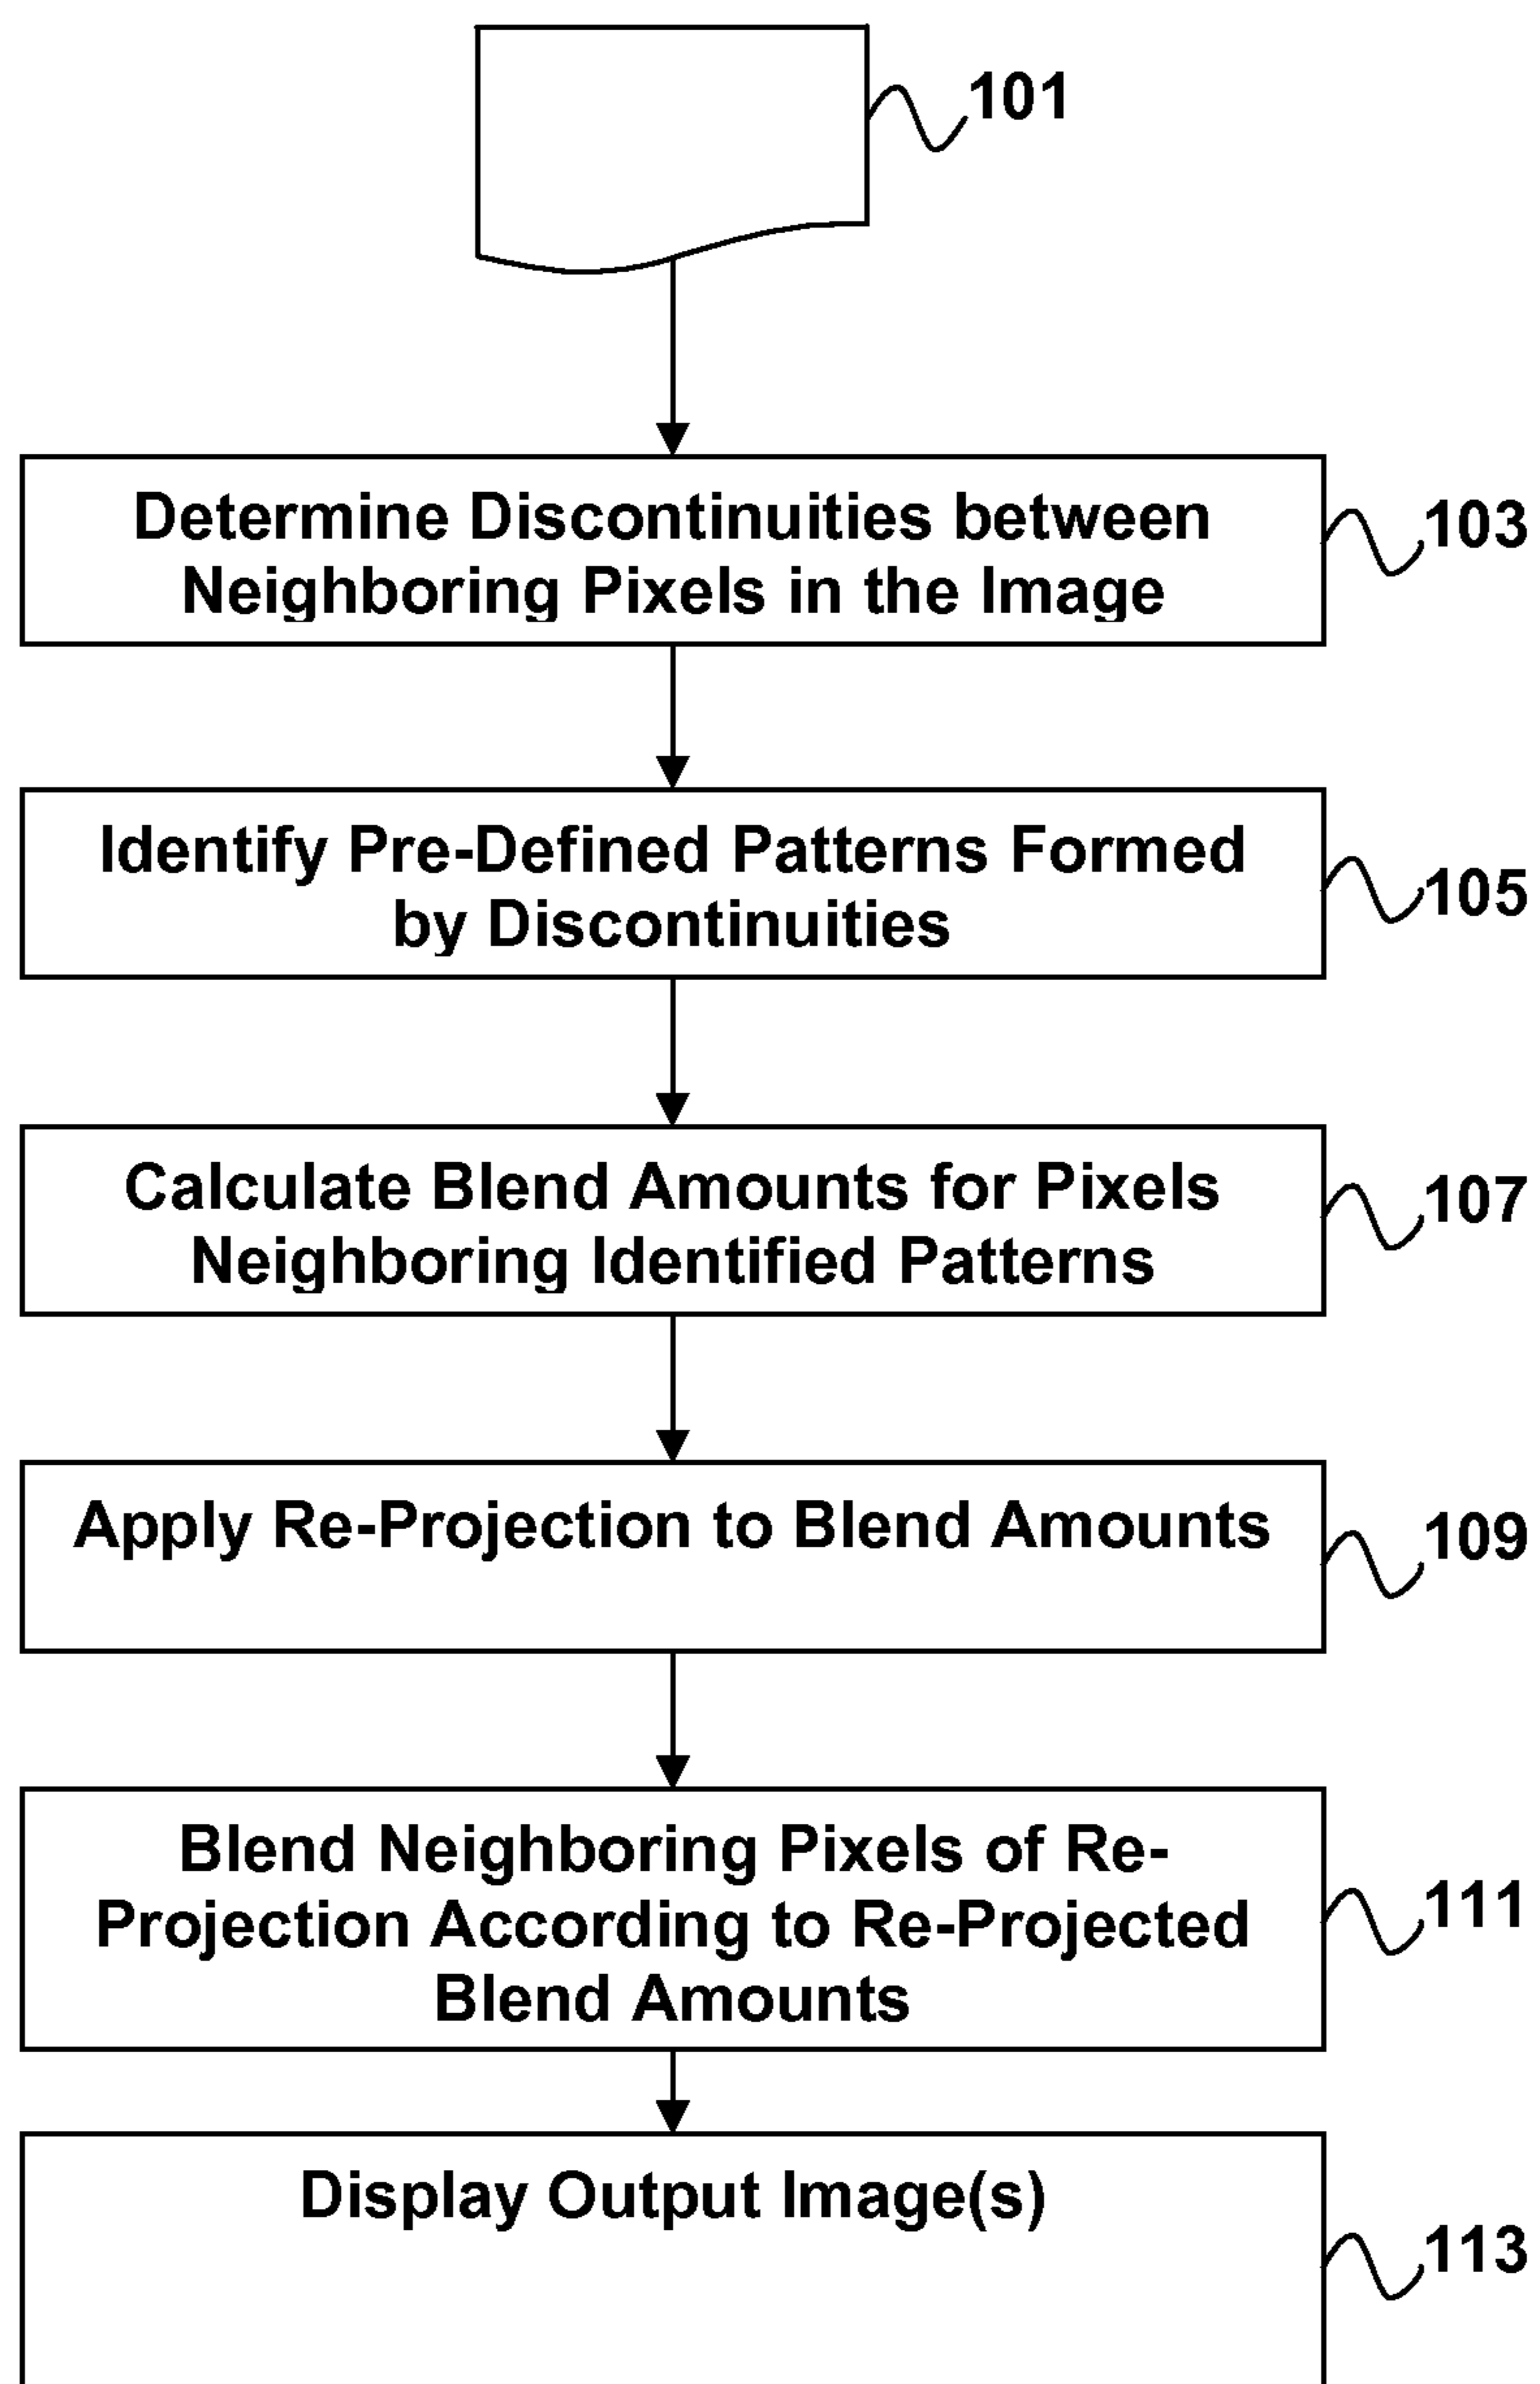 101
Determine Discontinuities between
Neighboring Pixels in the Image
103
Identify Pre-Defined Patterns Formed
by Discontinuities
105
Calculate Blend Amounts for Pixels
Neighboring Identified Patterns
107
Apply Re-Projection to Blend Amounts
109
Blend Neighboring Pixels of Re-
Projection According to Re-Projected
Blend Amounts
111
Display Output Image(s)
113